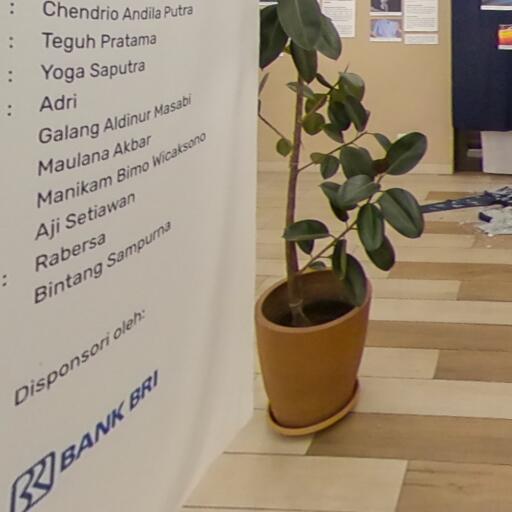 : Chendrio Andila Putra
: Teguh Pratama
: Yoga Saputra
: Adri
Galang Aldinur Masabi
Maulana Akbar
Manikam Bimo Wicaksono
Aji Setiawan
: Rabersa
Bintang Sampurna
Disponsori oleh:
BANK BRI